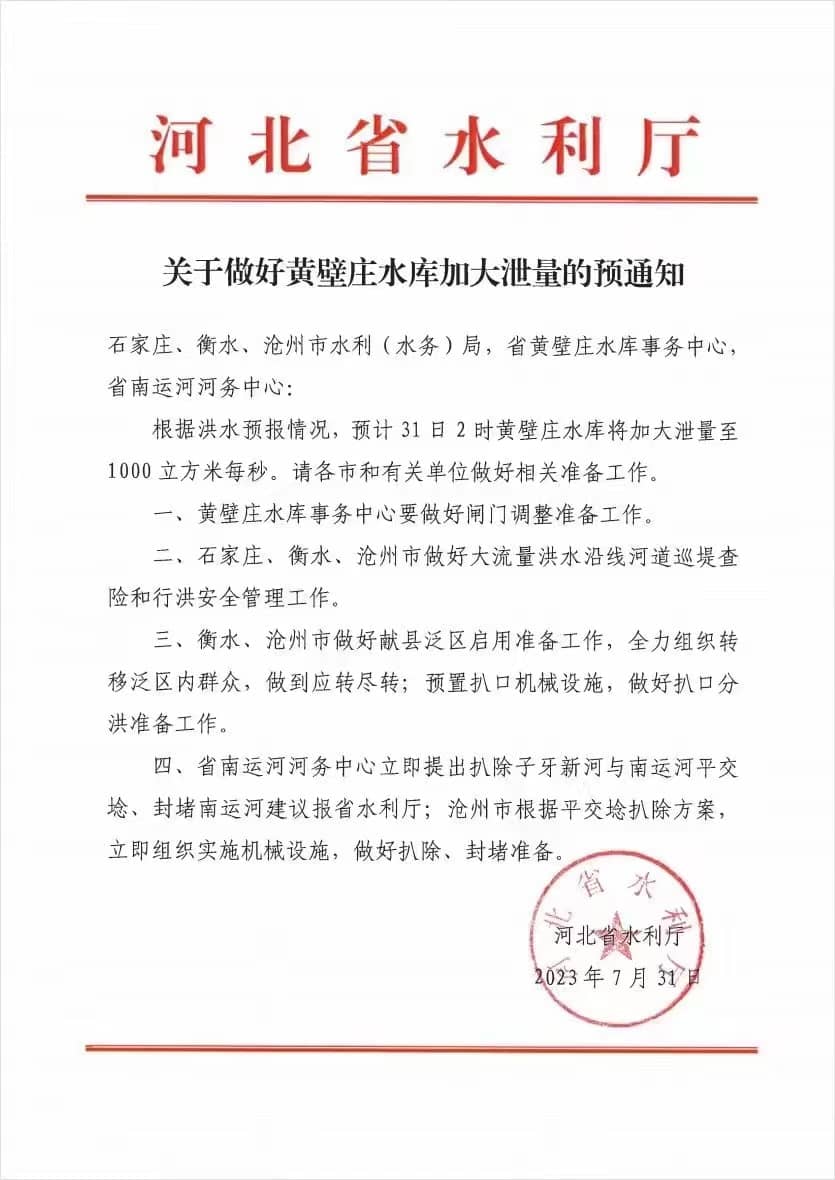 河北省水利厅
关于做好黄壁庄水库加大泄量的预通知
石家庄、衡水、沧州市水利（水务）局，省黄壁庄水库事务中心，
省南运河河务中心：
根据洪水预报情况，预计 31 日 2 时黄壁庄水库将加大泄量至
1000 立方米每秒。请各市和有关单位做好相关准备工作。
一、黄壁庄水库事务中心要做好闸门调整准备工作。
二、石家庄、衡水、沧州市做好大流量洪水沿线河道巡堤查
险和行洪安全管理工作。
三、衡水、沧州市做好献县泛区启用准备工作，全力组织转
移泛区内群众，做到应转尽转；预置扒口机械设施，做好扒口分
洪准备工作。
四、省南运河河务中心立即提出扒除子牙新河与南运河平交
埝、封堵南运河建议报省水利厅；沧州市根据平交埝扒除方案，
立即组织实施机械设施，做好扒除、封堵准备。
河北省水利厅
河北省水利厅
2023 年 7 月 31 日